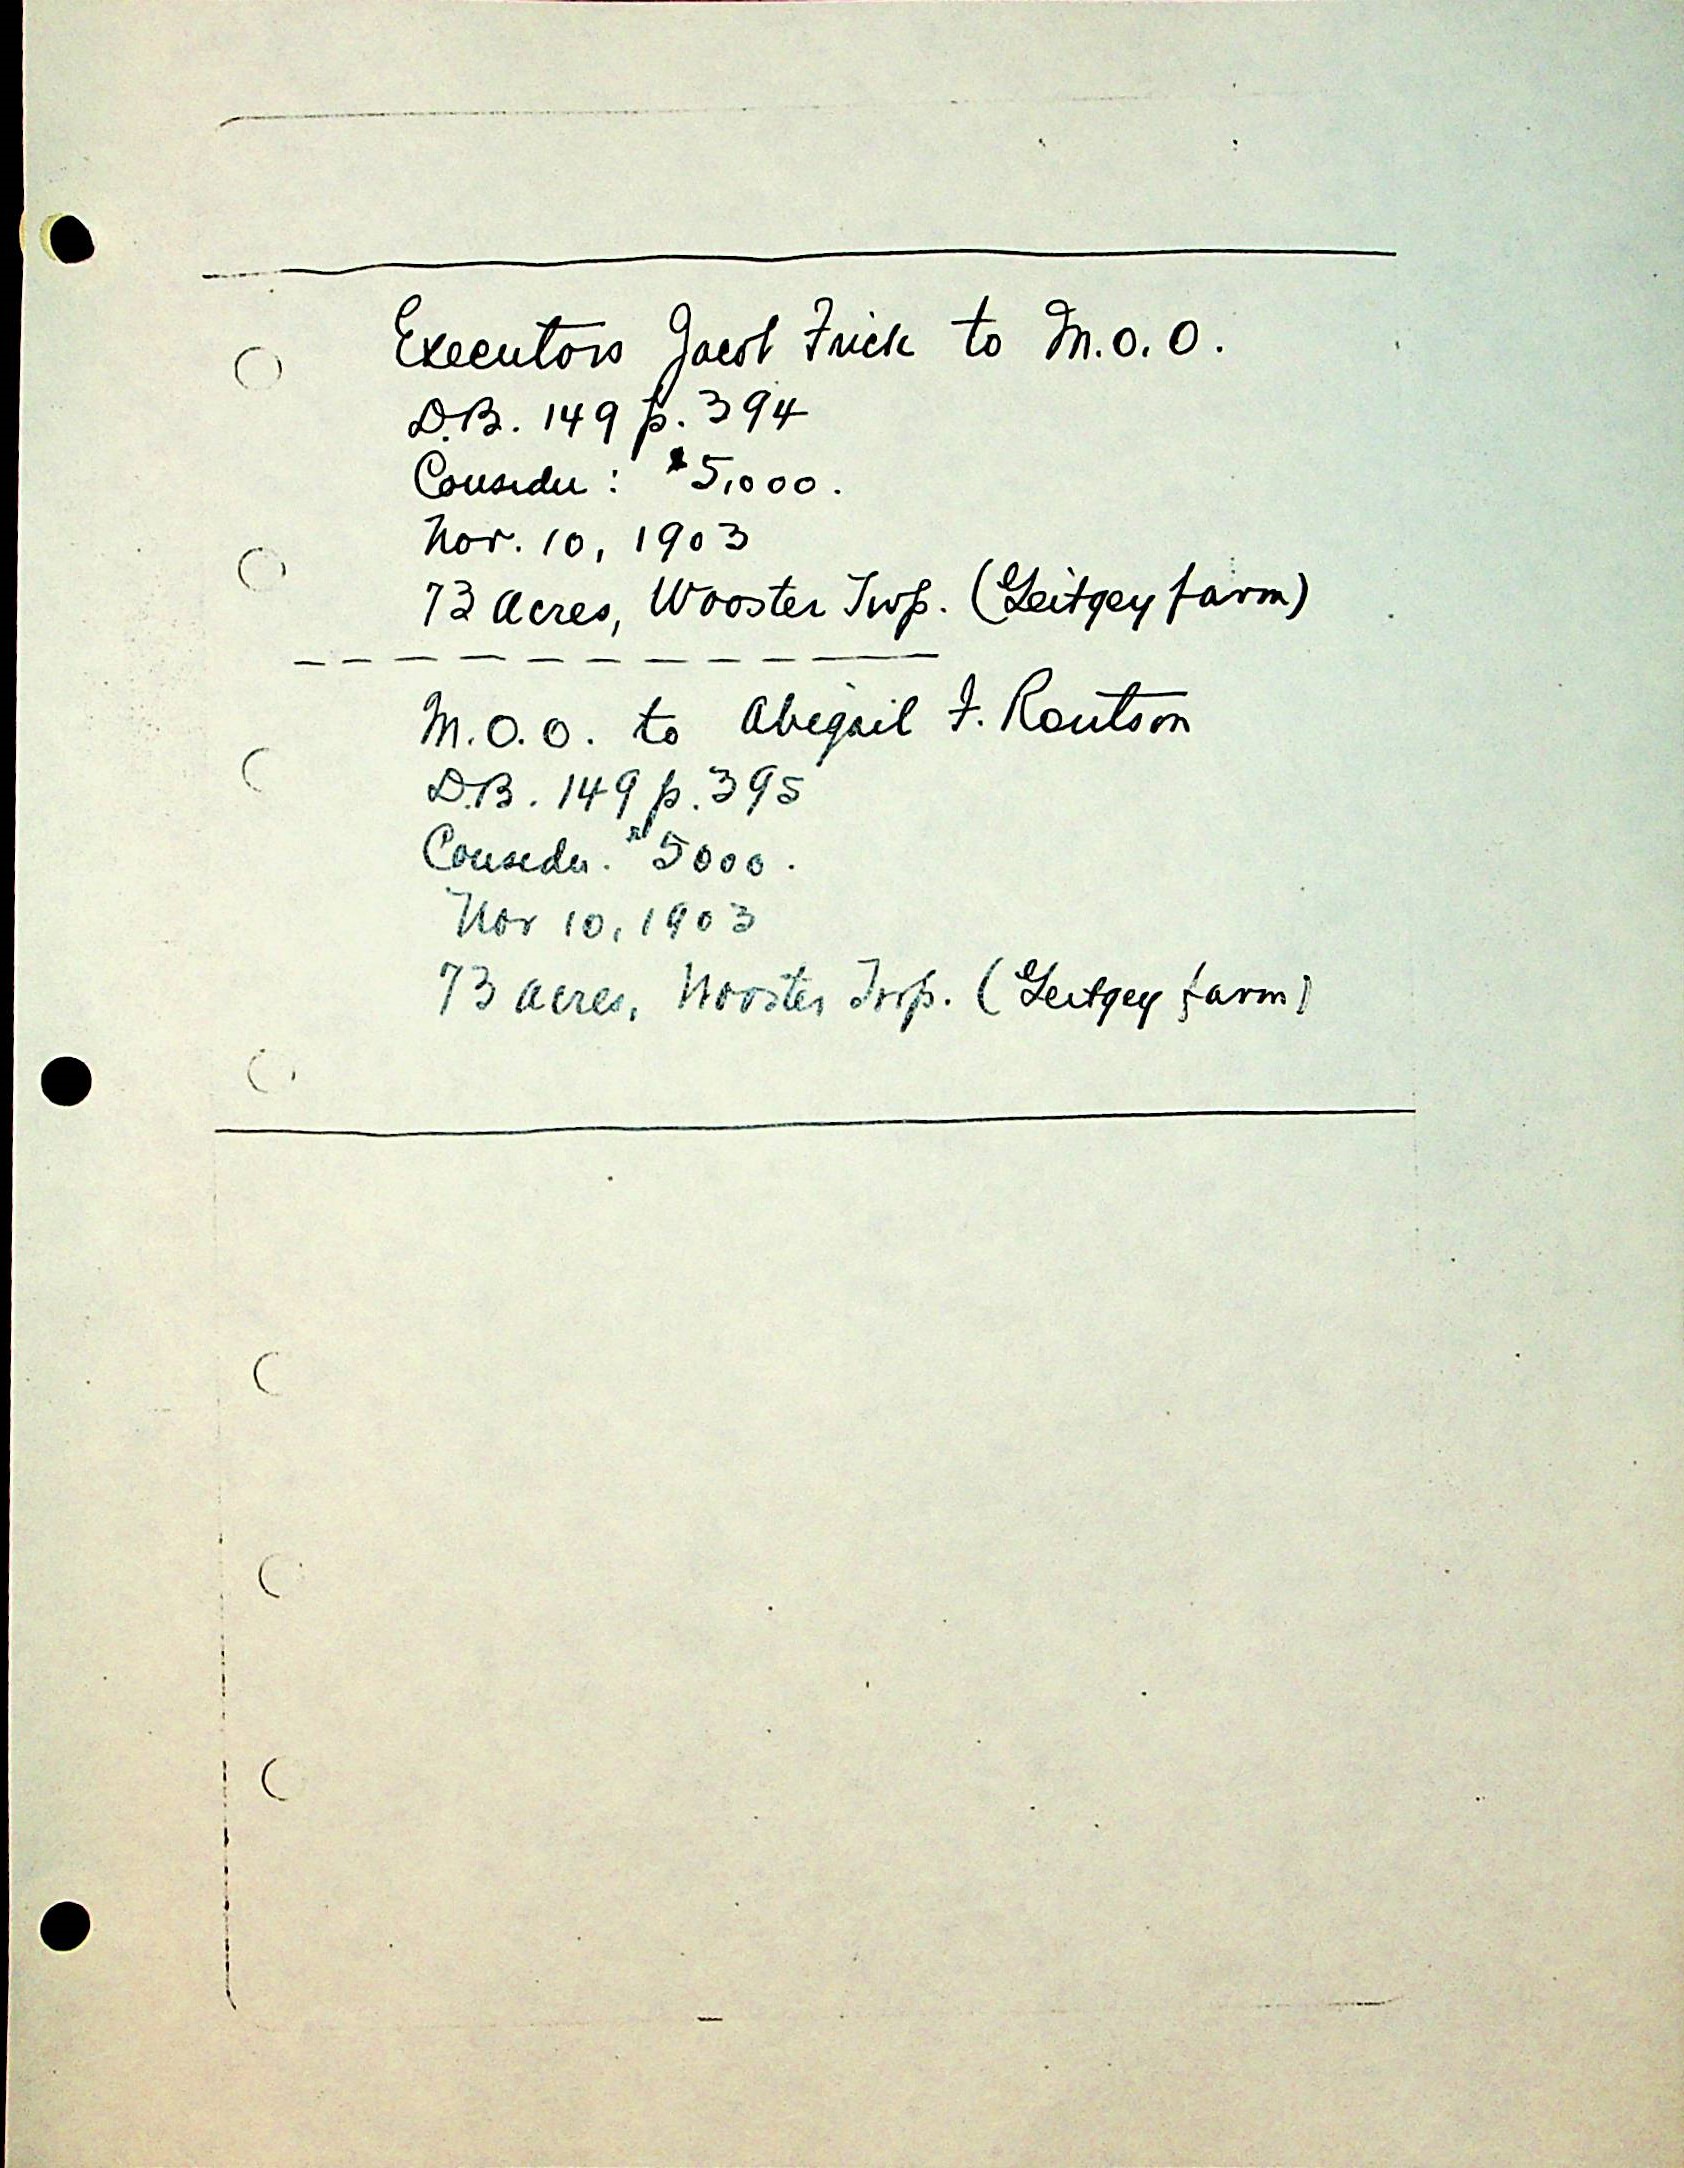 Executors Jacob Frick to M.O.O.
D.B. 149 p. 394
Consider: $5,000.
Nov. 10, 1903
73 acres, Wooster Twp. (Geitgey farm)
M.O.O. to Abigail F. Routson
D.B. 149 p. 395
Consider. $5000.
Nov 10, 1903
73 acres, Wooster Twp. (Geitgey farm)